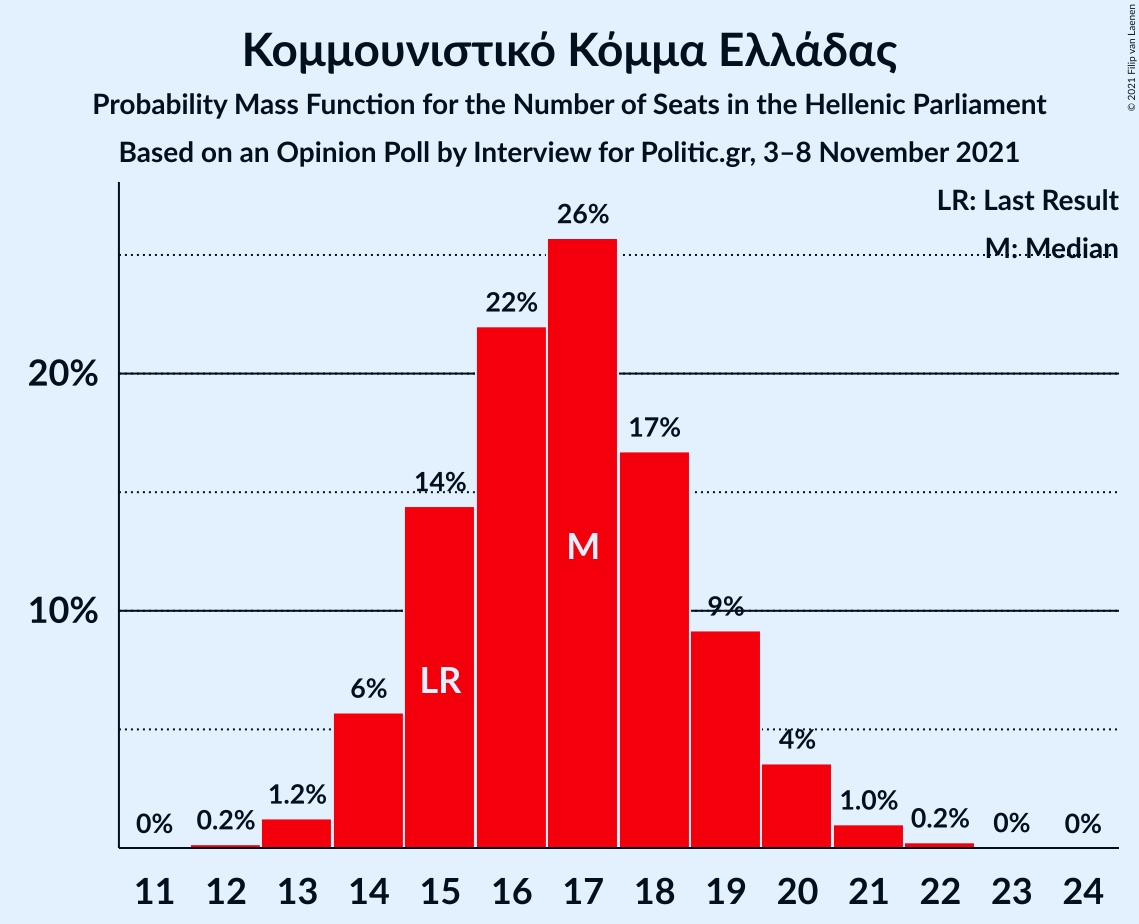 Κομμουνιστικό Κόμμα Ελλάδας
Probability Mass Function for the Number of Seats in the Hellenic Parliament
Based on an Opinion Poll by Interview for Politic.gr, 3–8 November 2021
© 2021 Filip van Laenen
LR: Last Result
M: Median
20%
10%
0%
0.2%
1.2%
6%
14%
22%
26%
17%
9%
4%
1.0%
0.2%
0%
0%
LR
M
11 12 13 14 15 16 17 18 19 20 21 22 23 24